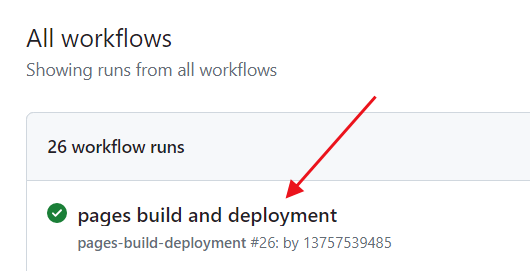 All workflows
Showing runs from all workflows
26 workflow runs
pages build and deployment
pages-build-deployment #26: by 13757539485